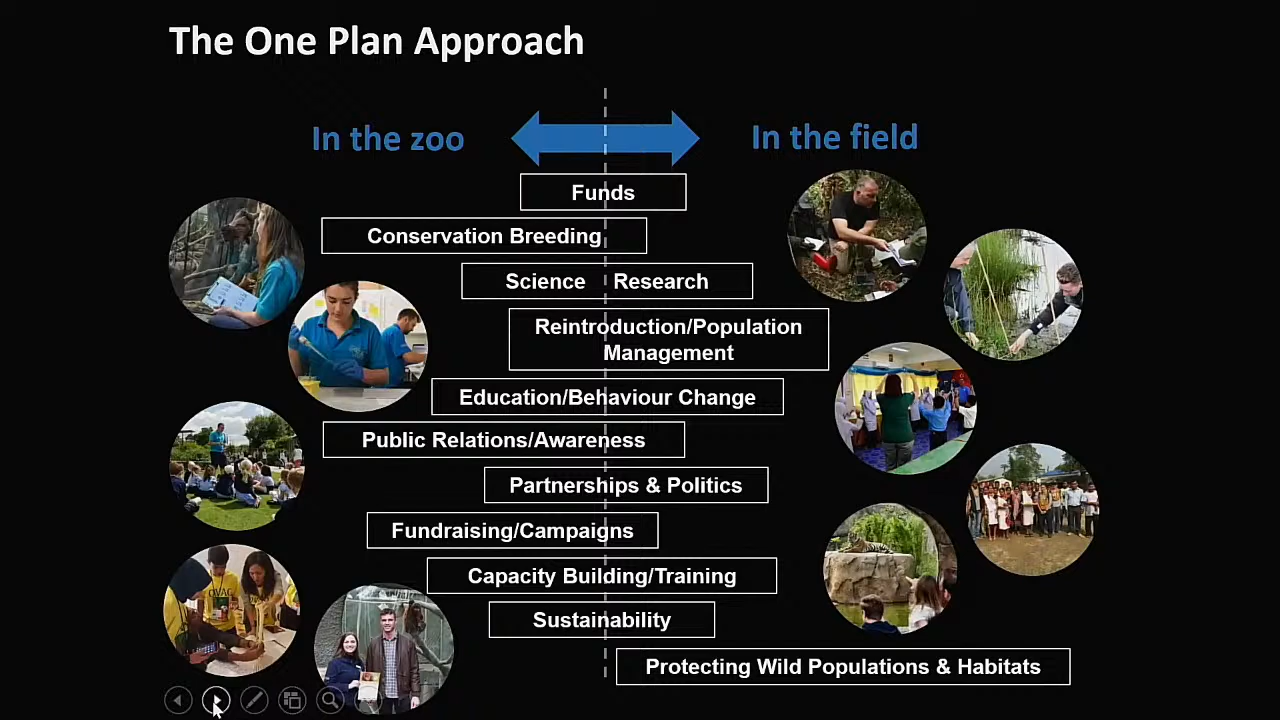 The One Plan Approach
In the zoo
In the field
Funds
Conservation Breeding
Science Research
Reintroduction/Population
Management
Education/Behaviour Change
Public Relations/Awareness
Partnerships & Politics
Fundraising/Campaigns
Capacity Building/Training
Sustainability
Protecting Wild Populations & Habitats